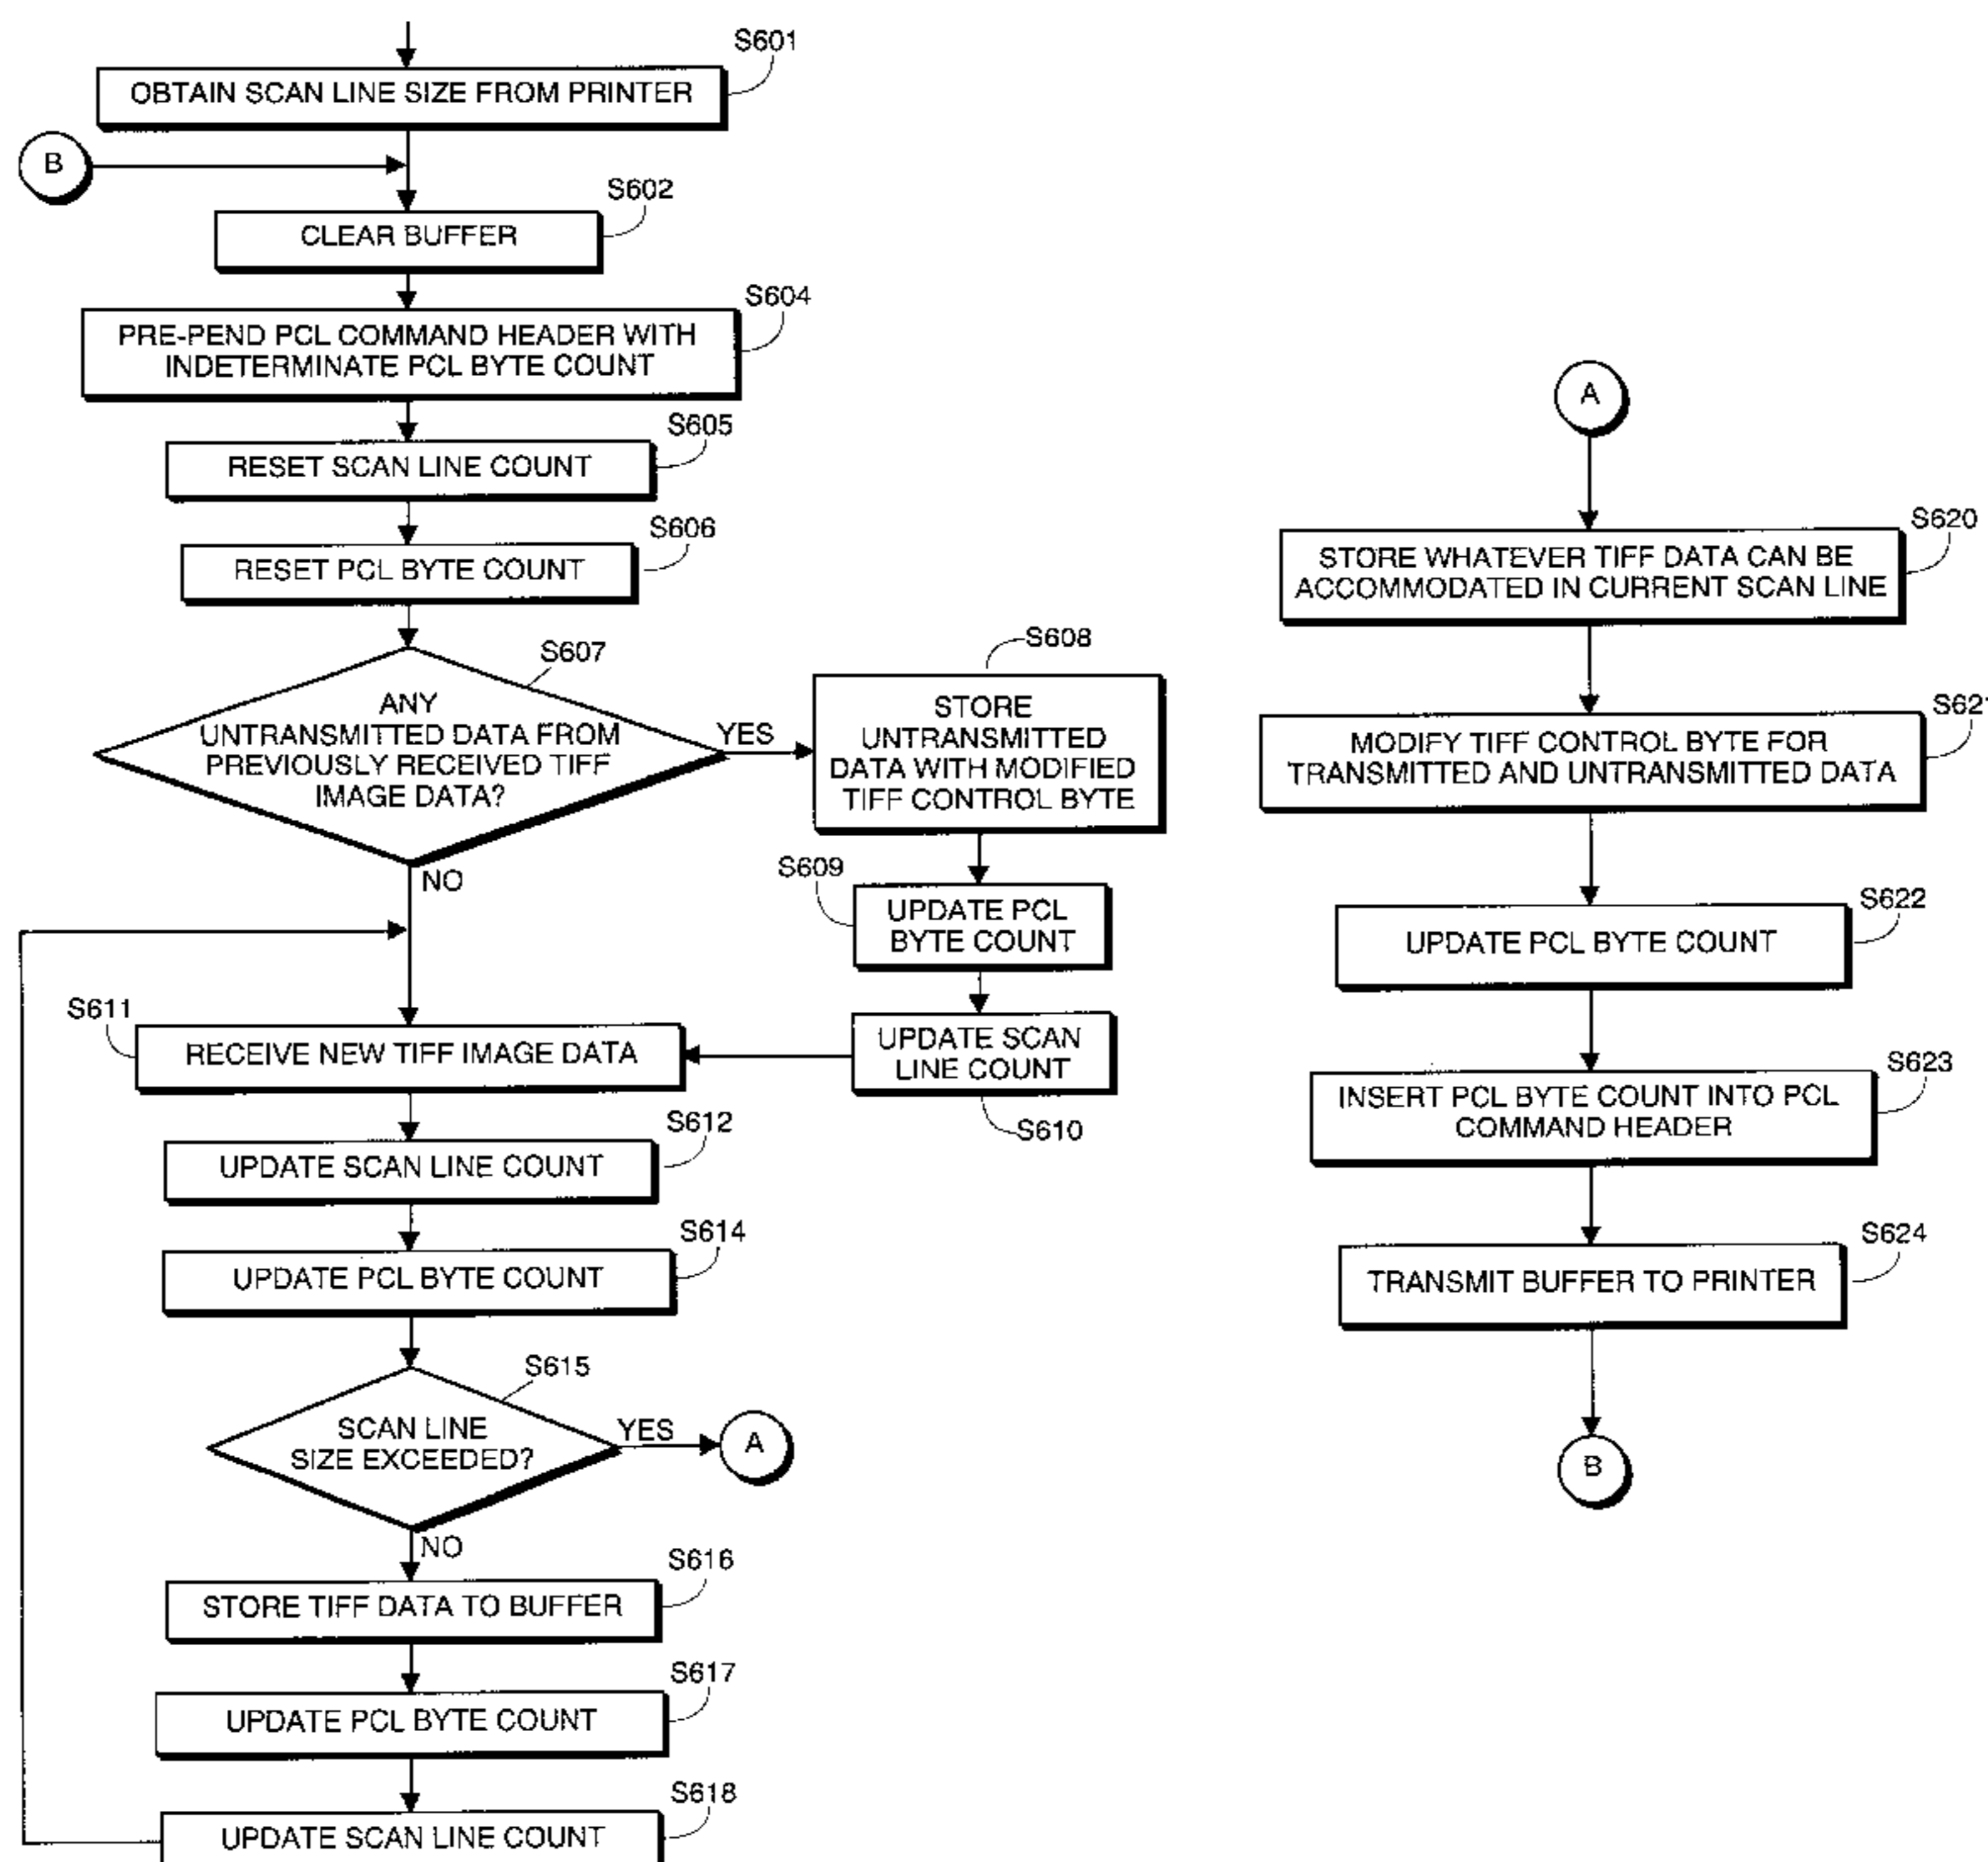 S601
OBTAIN SCAN LINE SIZE FROM PRINTER
B
S602
CLEAR BUFFER
S604
PRE-PEND PCL COMMAND HEADER WITH
INDETERMINATE PCL BYTE COUNT
S605
RESET SCAN LINE COUNT
S606
RESET PCL BYTE COUNT
S607
ANY
UNTRANSMITTED DATA FROM
PREVIOUSLY RECEIVED TIFF
IMAGE DATA?
YES
NO
S608
STORE
UNTRANSMITTED
DATA WITH MODIFIED
TIFF CONTROL BYTE
S609
UPDATE PCL
BYTE COUNT
UPDATE SCAN
LINE COUNT
S610
S611
RECEIVE NEW TIFF IMAGE DATA
S612
UPDATE SCAN LINE COUNT
S614
UPDATE PCL BYTE COUNT
S615
SCAN LINE
SIZE EXCEEDED?
YES
A
NO
S616
STORE TIFF DATA TO BUFFER
S617
UPDATE PCL BYTE COUNT
S618
UPDATE SCAN LINE COUNT
A
S620
STORE WHATEVER TIFF DATA CAN BE
ACCOMMODATED IN CURRENT SCAN LINE
S621
MODIFY TIFF CONTROL BYTE FOR
TRANSMITTED AND UNTRANSMITTED DATA
S622
UPDATE PCL BYTE COUNT
S623
INSERT PCL BYTE COUNT INTO PCL
COMMAND HEADER
S624
TRANSMIT BUFFER TO PRINTER
B